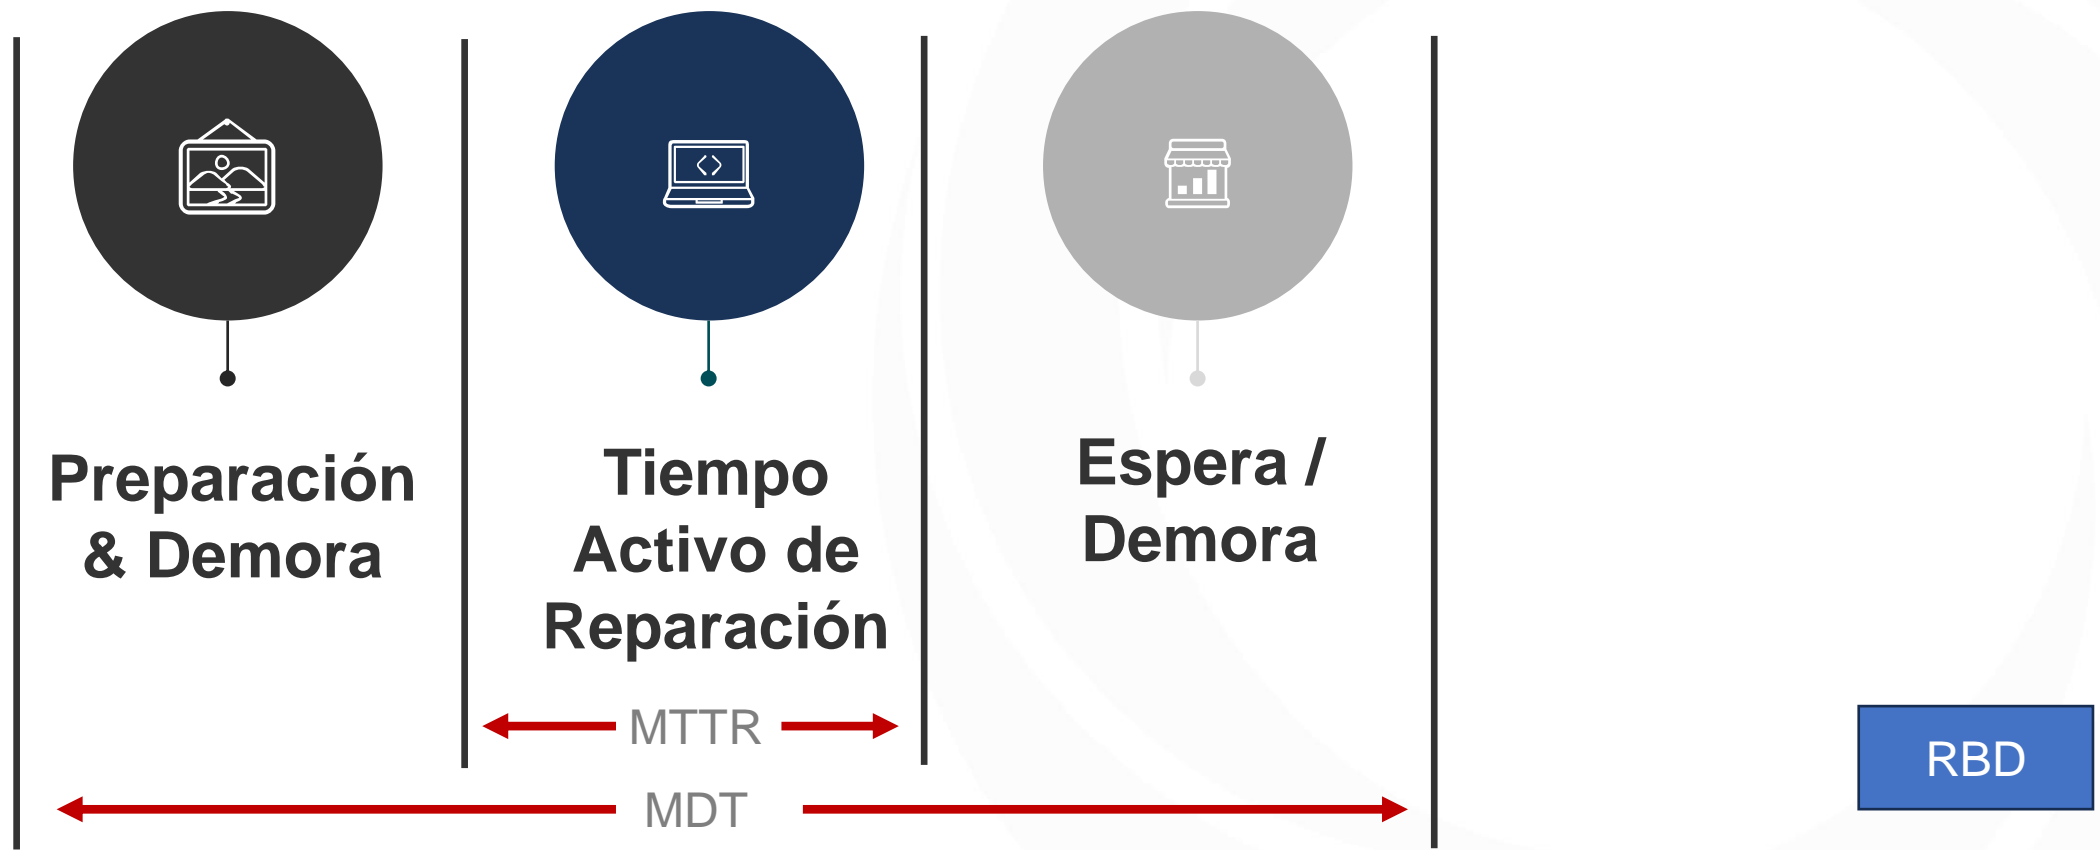 Preparación
& Demora
Tiempo
Activo de
Reparación
Espera /
Demora
MTTR
MDT
RBD